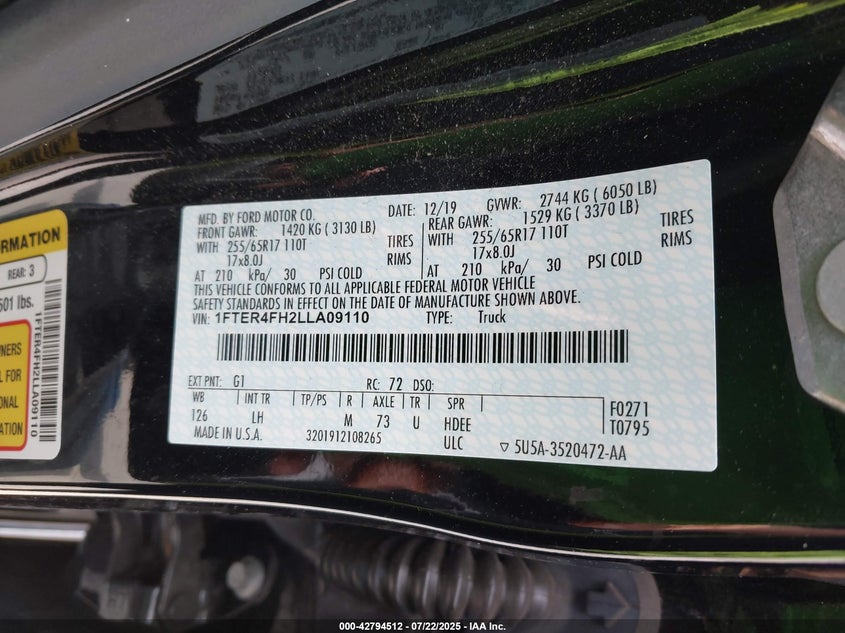 ORMATION
REAR: 3
601 lbs.
WNERS
L FOR
ONAL
ATION
1FTER4FH2LLA09110
MFD. BY FORD MOTOR CO. DATE: 12/19 GVWR: 2744 KG ( 6050 LB)
FRONT GAWR: 1420 KG ( 3130 LB) REAR GAWR: 1529 KG ( 3370 LB)
WITH 255/65R17 110T TIRES WITH 255/65R17 110T TIRES
17x8.0J RIMS 17x8.0J RIMS
AT 210 kPa/ 30 PSI COLD AT 210 kPa/ 30 PSI COLD
THIS VEHICLE CONFORMS TO ALL APPLICABLE FEDERAL MOTOR VEHICLE
SAFETY STANDARDS IN EFFECT ON THE DATE OF MANUFACTURE SHOWN ABOVE.
VIN: 1FTER4FH2LLA09110 TYPE: Truck
EXT PNT: G1 RC: 72 DSO:
WB INT TR TP/PS R AXLE TR SPR
126 LH M 73 U HDEE F0271
ULC T0795
MADE IN U.S.A. 3201912108265 ▽ 5U5A-3520472-AA
000-42794512 - 07/22/2025 - IAA Inc.